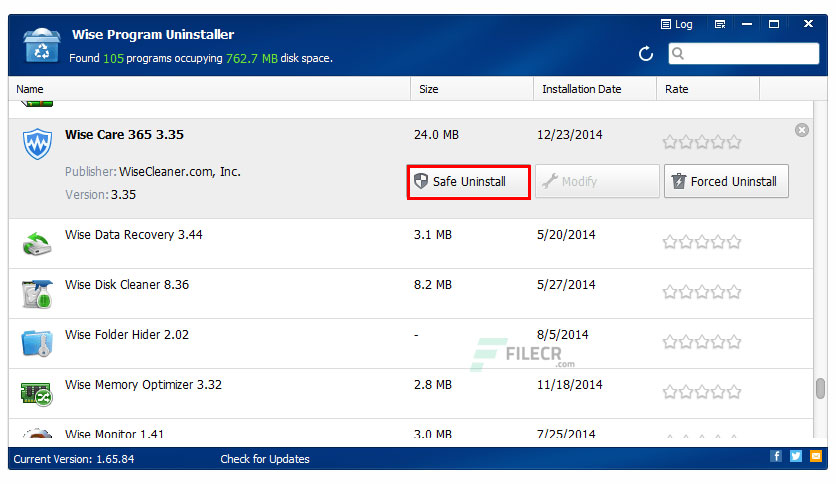 Wise Program Uninstaller
Log
Found 105 programs occupying 762.7 MB disk space.
Name Size Installation Date Rate
Wise Care 365 3.35 24.0 MB 12/23/2014
Publisher: WiseCleaner.com, Inc.
Safe Uninstall Modify Forced Uninstall
Version: 3.35
Wise Data Recovery 3.44 3.1 MB 5/20/2014
Wise Disk Cleaner 8.36 8.2 MB 5/27/2014
Wise Folder Hider 2.02 - 8/5/2014
FILECR
.com
Wise Memory Optimizer 3.32 2.8 MB 11/18/2014
Wise Monitor 1.41 3.0 MB 7/25/2014
Current Version: 1.65.84 Check for Updates